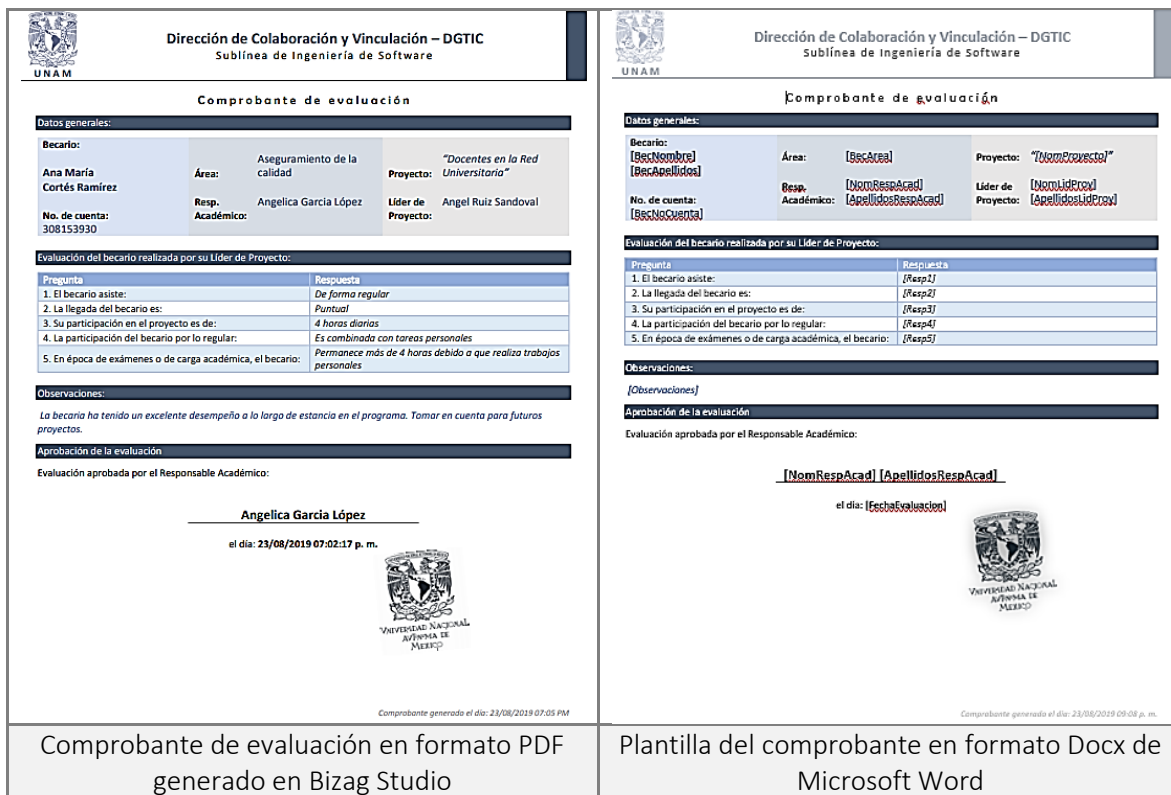 UNAM
Dirección de Colaboración y Vinculación – DGTIC
Sublínea de Ingeniería de Software
Comprobante de evaluación
Datos generales:
Becario:
Ana María
Cortés Ramírez
No. de cuenta:
308153930
Área:
Aseguramiento de la
calidad
Resp.
Académico:
Angelica Garcia López
Proyecto:
"Docentes en la Red
Universitaria"
Líder de
Proyecto:
Angel Ruiz Sandoval
Evaluación del becario realizada por su Líder de Proyecto:
Pregunta Respuesta
1. El becario asiste: De forma regular
2. La llegada del becario es: Puntual
3. Su participación en el proyecto es de: 4 horas diarias
4. La participación del becario por lo regular: Es combinada con tareas personales
5. En época de exámenes o de carga académica, el becario: Permanece más de 4 horas debido a que realiza trabajos
personales
Observaciones:
La becaria ha tenido un excelente desempeño a lo largo de estancia en el programa. Tomar en cuenta para futuros
proyectos.
Aprobación de la evaluación
Evaluación aprobada por el Responsable Académico:
Angelica Garcia López
el día: 23/08/2019 07:02:17 p. m.
VNIVERSIDAD NACIONAL
AVTNMA DE
MEXICO
Comprobante generado el día: 23/08/2019 07:05 PM
Comprobante de evaluación en formato PDF
generado en Bizag Studio
UNAM
Dirección de Colaboración y Vinculación – DGTIC
Sublínea de Ingeniería de Software
Comprobante de evaluación
Datos generales:
Becario:
[BecNombre]
[BecApellidos]
No. de cuenta:
[BecNoCuenta]
Área:
[BecArea]
Resp.
Académico:
[NomRespAcad]
[ApellidosRespAcad]
Proyecto:
"[NomProyecto]"
Líder de
Proyecto:
[NomLidProy]
[ApellidosLidProy]
Evaluación del becario realizada por su Líder de Proyecto:
Pregunta Respuesta
1. El becario asiste: [Resp1]
2. La llegada del becario es: [Resp2]
3. Su participación en el proyecto es de: [Resp3]
4. La participación del becario por lo regular: [Resp4]
5. En época de exámenes o de carga académica, el becario: [Resp5]
Observaciones:
[Observaciones]
Aprobación de la evaluación
Evaluación aprobada por el Responsable Académico:
[NomRespAcad] [ApellidosRespAcad]
el día: [FechaEvaluacion]
VNIVERSIDAD NACIONAL
AVTNMA DE
MEXICO
Comprobante generado el día: 23/08/2019 09:08 p. m.
Plantilla del comprobante en formato Docx de
Microsoft Word